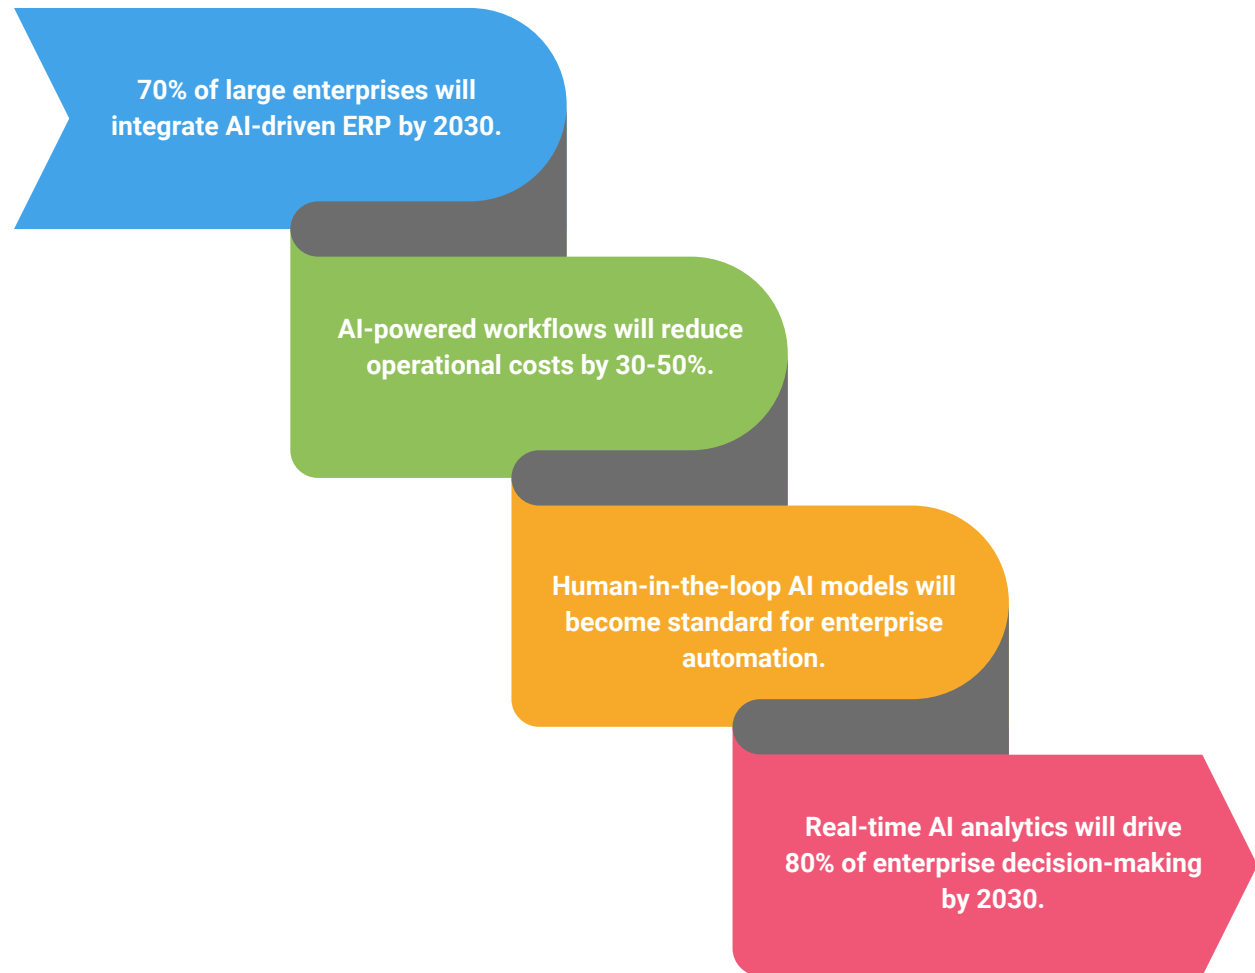 70% of large enterprises will
integrate AI-driven ERP by 2030.
AI-powered workflows will reduce
operational costs by 30-50%.
Human-in-the-loop AI models will
become standard for enterprise
automation.
Real-time AI analytics will drive
80% of enterprise decision-making
by 2030.